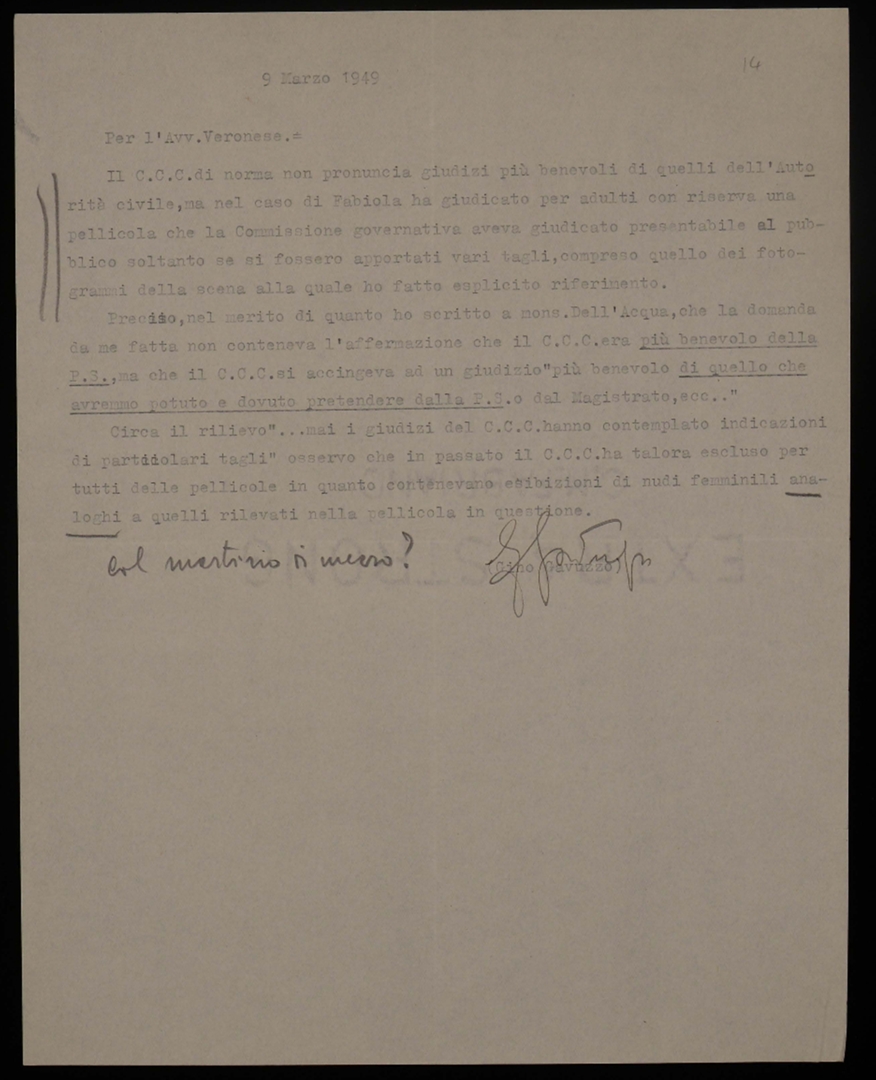 14
9 Marzo 1949
Per l'Avv.Veronese.=
Il C.C.C.di norma non pronuncia giudizi più benevoli di quelli dell'Auto
rità civile,ma nel caso di Fabiola ha giudicato per adulti con riserva una
pellicola che la Commissione governativa aveva giudicato presentabile al pub-
blico soltanto se si fossero apportati vari tagli,compreso quello dei foto-
grammi della scena alla quale ho fatto esplicito riferimento.
Preciso,nel merito di quanto ho scritto a mons.Dell'Acqua,che la domanda
da me fatta non conteneva l'affermazione che il C.C.C.era più benevolo della
P.S.,ma che il C.C.C.si accingeva ad un giudizio"più benevolo di quello che
avremmo potuto e dovuto pretendere dalla P.S.o dal Magistrato,ecc.."
Circa il rilievo"...mai i giudizi del C.C.C.hanno contemplato indicazioni
di particolari tagli" osservo che in passato il C.C.C.ha talora escluso per
tutti delle pellicole in quanto contenevano esibizioni di nudi femminili ana-
loghi a quelli rilevati nella pellicola in questione.
col martirio di mezzo?
(Gino